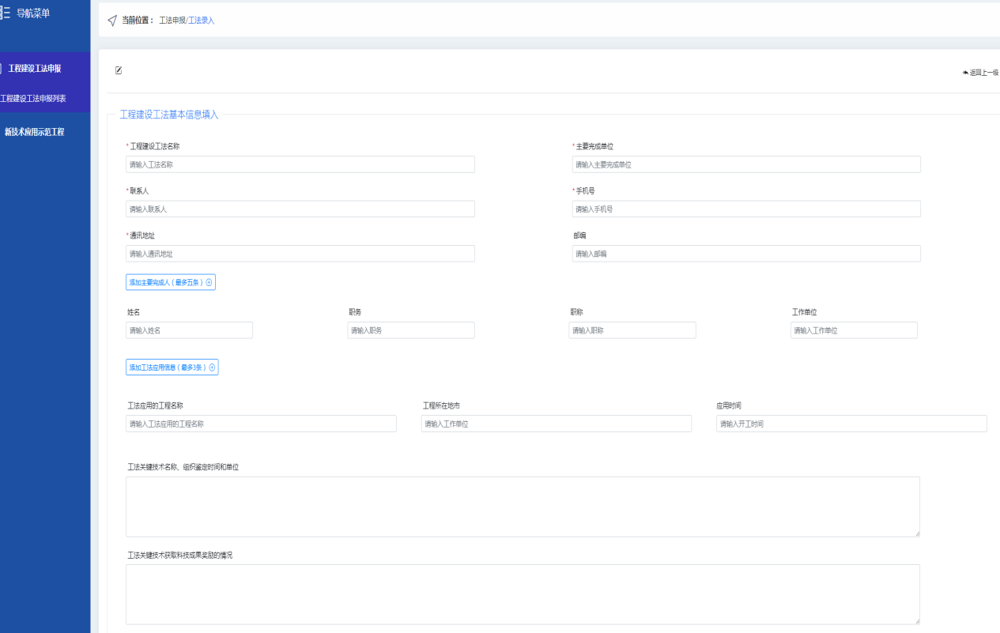 导航菜单
当前位置： 工法申报/工法录入
工程建设工法申报
工程建设工法申报列表
新技术应用示范工程
返回上一级
工程建设工法基本信息填入
* 工程建设工法名称
* 主要完成单位
请输入工法名称
请输入主要完成单位
* 联系人
* 手机号
请输入联系人
请输入手机号
* 通讯地址
邮编
请输入通讯地址
请输入邮编
添加主要完成人（最多五条）
姓名
职务
职称
工作单位
请输入姓名
请输入职务
请输入职称
请输入工作单位
添加工法应用信息（最多3条）
工法应用的工程名称
工程所在地市
应用时间
请输入工法应用的工程名称
请输入工作单位
请输入开工时间
工法关键技术名称、组织鉴定时间和单位
工法关键技术获取科技成果奖励的情况